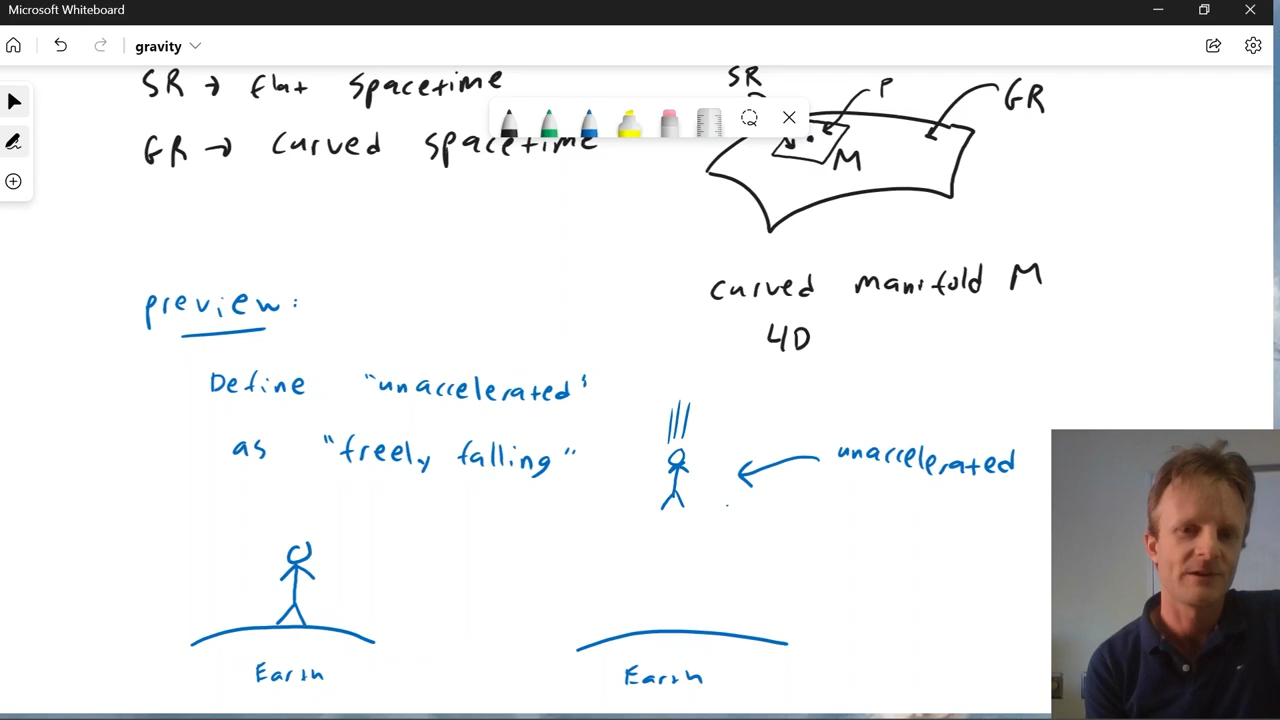 Microsoft Whiteboard
gravity
SR → flat spacetime
GR → curved spacetime
SR
P
GR
M
curved manifold M
4D
preview:
Define "unaccelerated"
as "freely falling"
unaccelerated
Earth
Earth